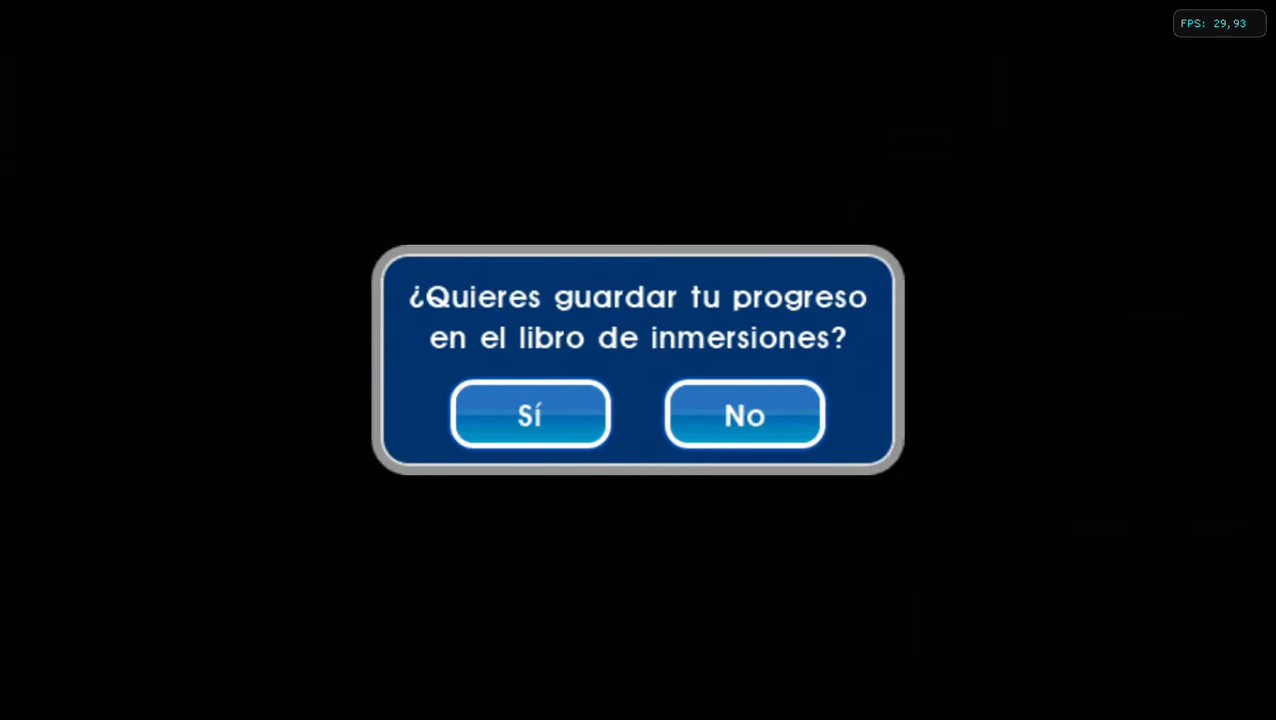 FPS: 29,93
¿Quieres guardar tu progreso
en el libro de inmersiones?
Sí
No